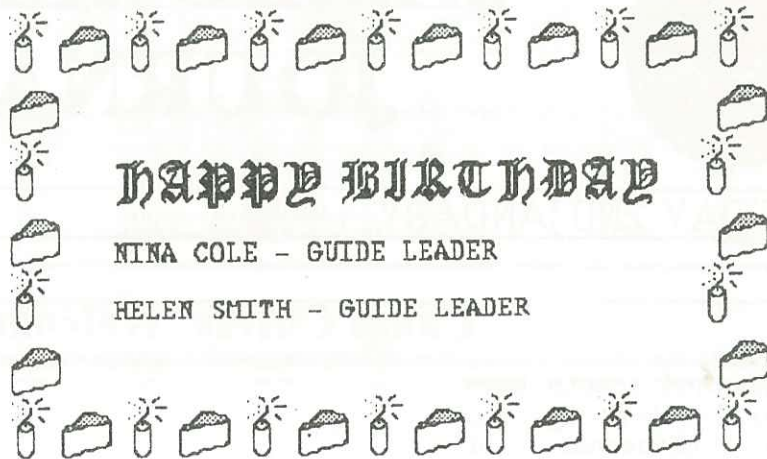 HAPPY BIRTHDAY
NINA COLE - GUIDE LEADER
HELEN SMITH - GUIDE LEADER